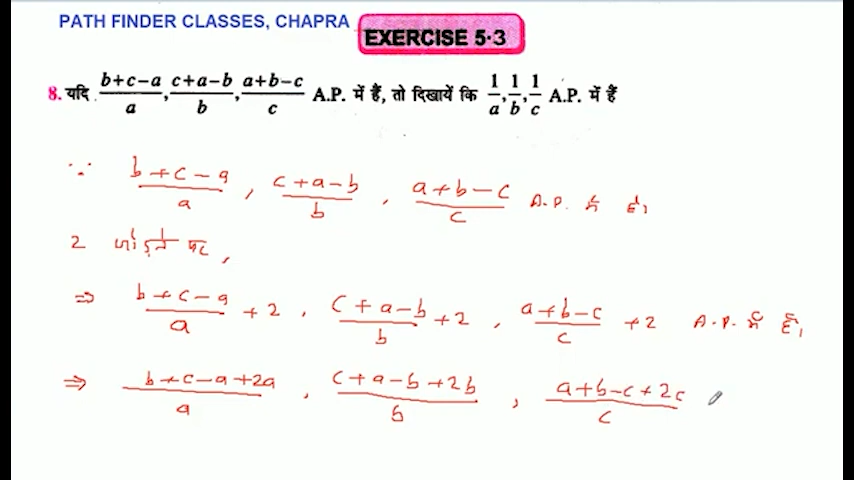 PATH FINDER CLASSES, CHAPRA
EXERCISE 5·3
8. यदि (b+c−a)/a, (c+a−b)/b, (a+b−c)/c A.P. में हैं, तो दिखायें कि 1/a, 1/b, 1/c A.P. में हैं
∵ (b+c−a)/a, (c+a−b)/b, (a+b−c)/c A.P. में हैं।
2 जोड़ने पर,
⇒ (b+c−a)/a +2, (c+a−b)/b +2, (a+b−c)/c +2 A.P. में हैं।
⇒ (b+c−a+2a)/a, (c+a−b+2b)/b, (a+b−c+2c)/c